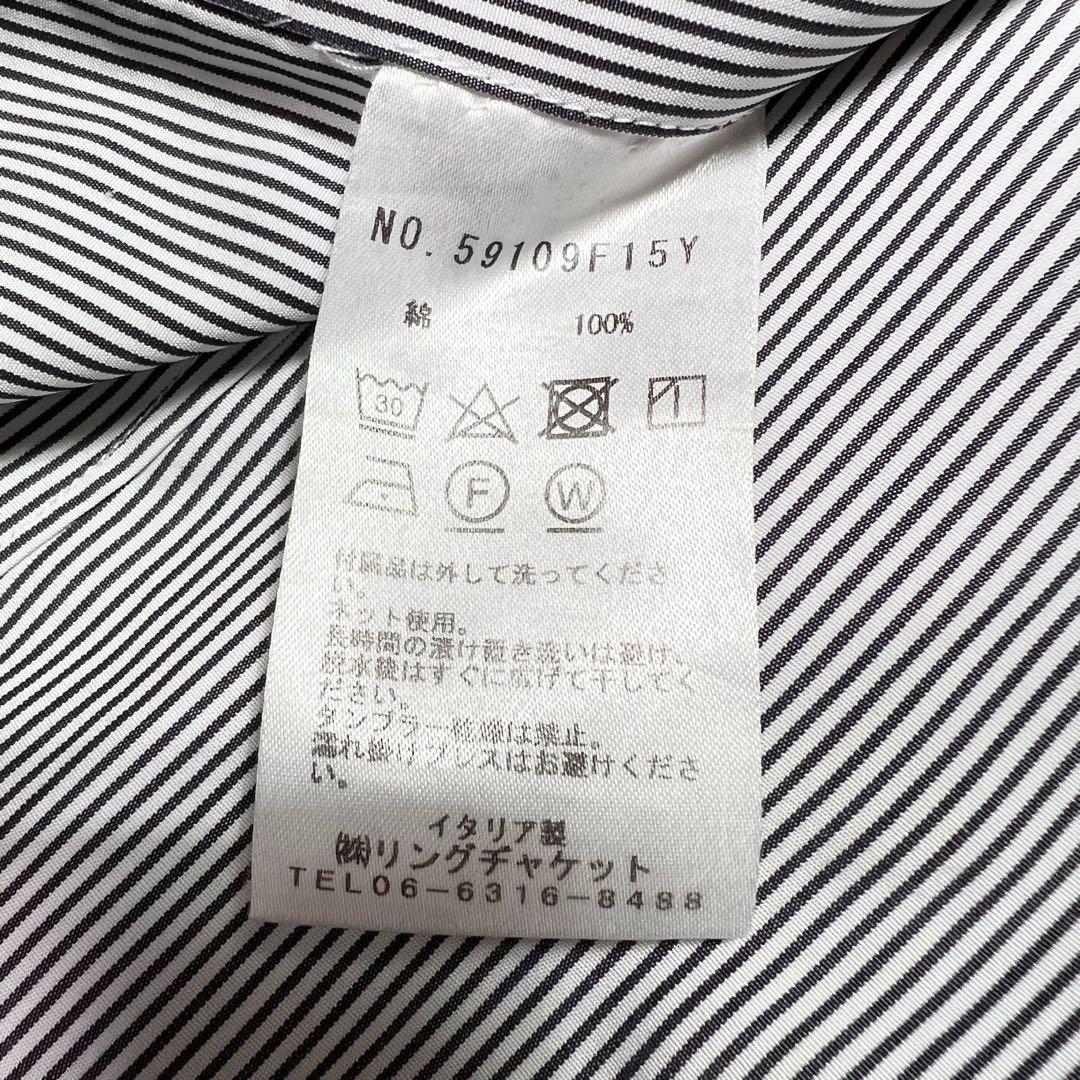 NO. 59109F15Y
綿 100%
30
F W
付属品は外して洗ってくださ
い。
ネット使用。
長時間の漬け置き洗いは避け、
脱水後はすぐに広げて干してく
ださい。
タンブラー乾燥は禁止。
濡れ掛けプレスはお避けくださ
い。
イタリア製
㈱リングヂャケット
TEL06-6316-8488